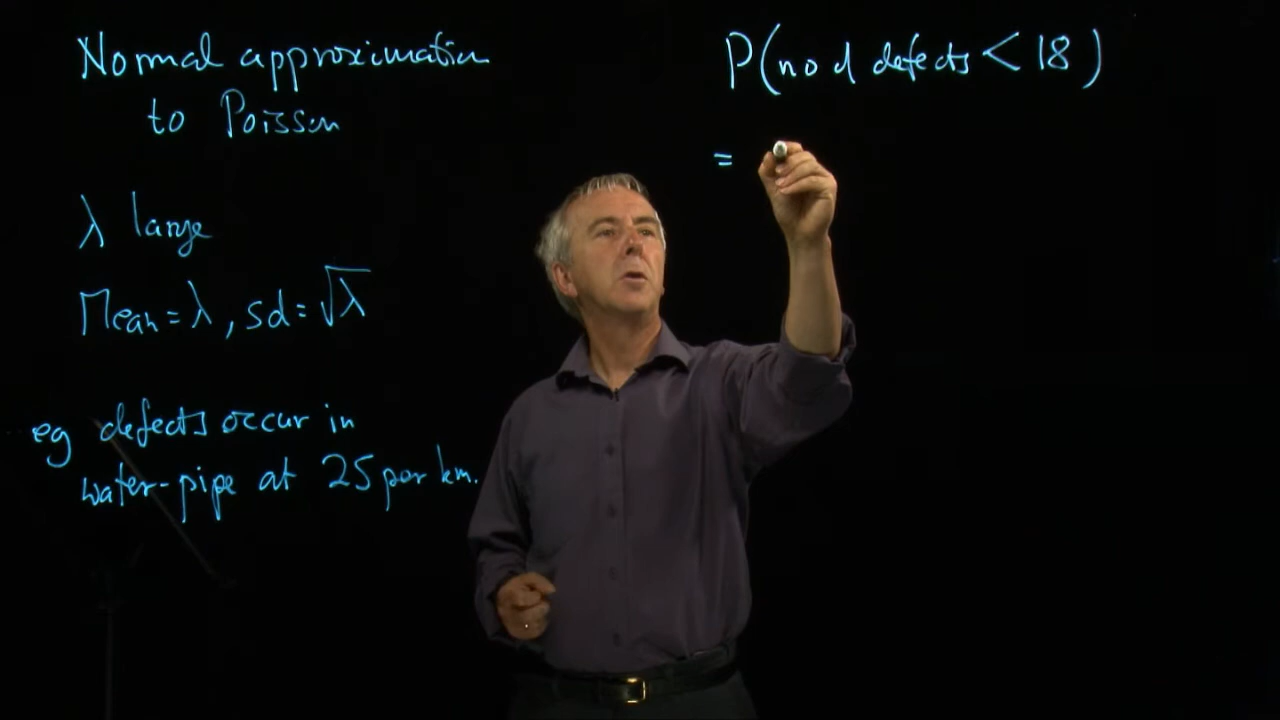 Normal approximation
to Poisson
λ large
Mean = λ, sd = √λ
eg defects occur in
water-pipe at 25 per km.
P(no d defects < 18)
=